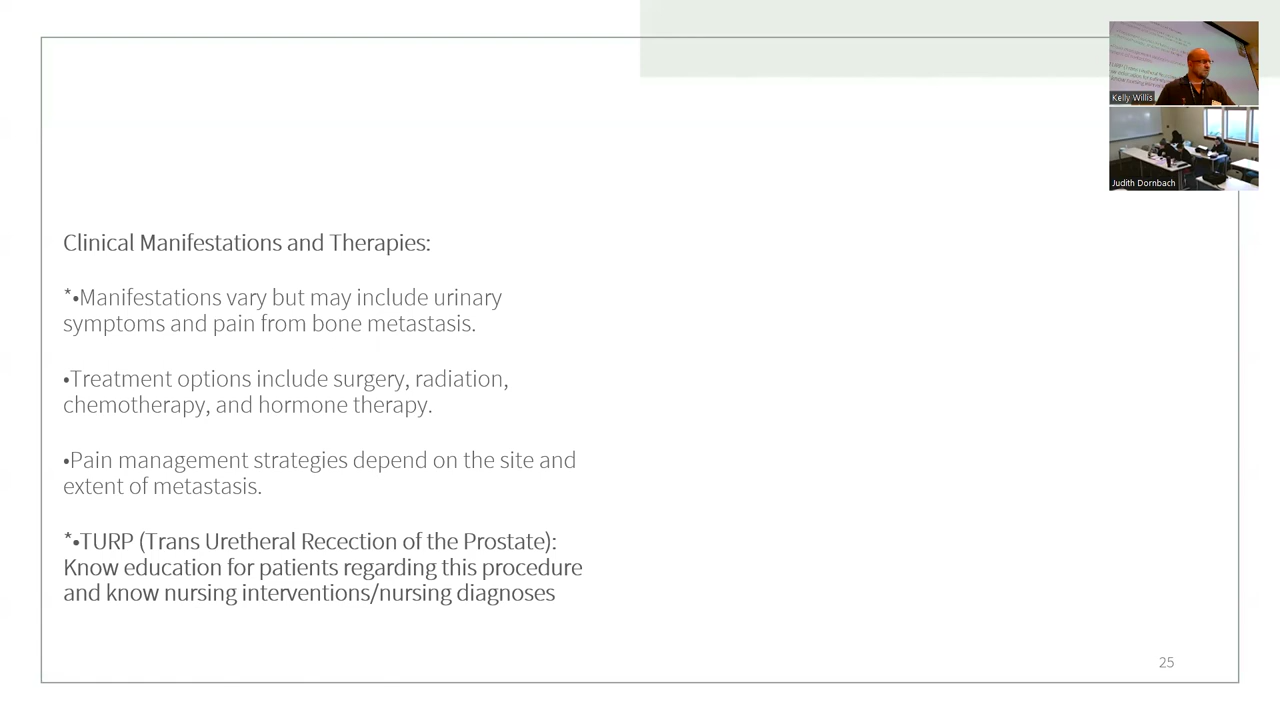 Kelly Willis
Judith Dornbach
Clinical Manifestations and Therapies:
*•Manifestations vary but may include urinary
symptoms and pain from bone metastasis.
•Treatment options include surgery, radiation,
chemotherapy, and hormone therapy.
•Pain management strategies depend on the site and
extent of metastasis.
*•TURP (Trans Urethral Recection of the Prostate):
Know education for patients regarding this procedure
and know nursing interventions/nursing diagnoses
25